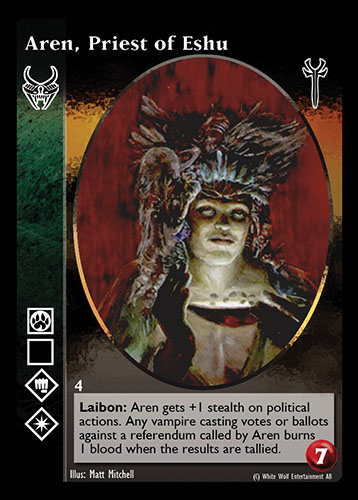 Aren, Priest of Eshu
4
Laibon: Aren gets +1 stealth on political
actions. Any vampire casting votes or ballots
against a referendum called by Aren burns
1 blood when the results are tallied.
7
Illus: Matt Mitchell
(C) White Wolf Entertainment AB